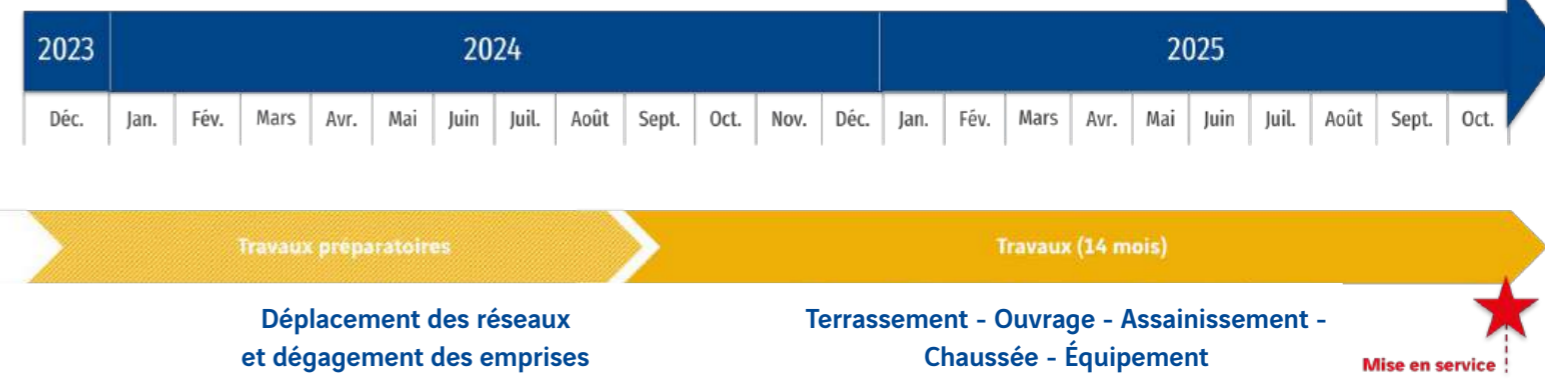 2023 2024 2025
Déc. Jan. Fév. Mars Avr. Mai Juin Juil. Août Sept. Oct. Nov. Déc. Jan. Fév. Mars Avr. Mai Juin Juil. Août Sept. Oct.
Travaux préparatoires Travaux (14 mois)
Déplacement des réseaux
et dégagement des emprises
Terrassement - Ouvrage - Assainissement -
Chaussée - Équipement
Mise en service